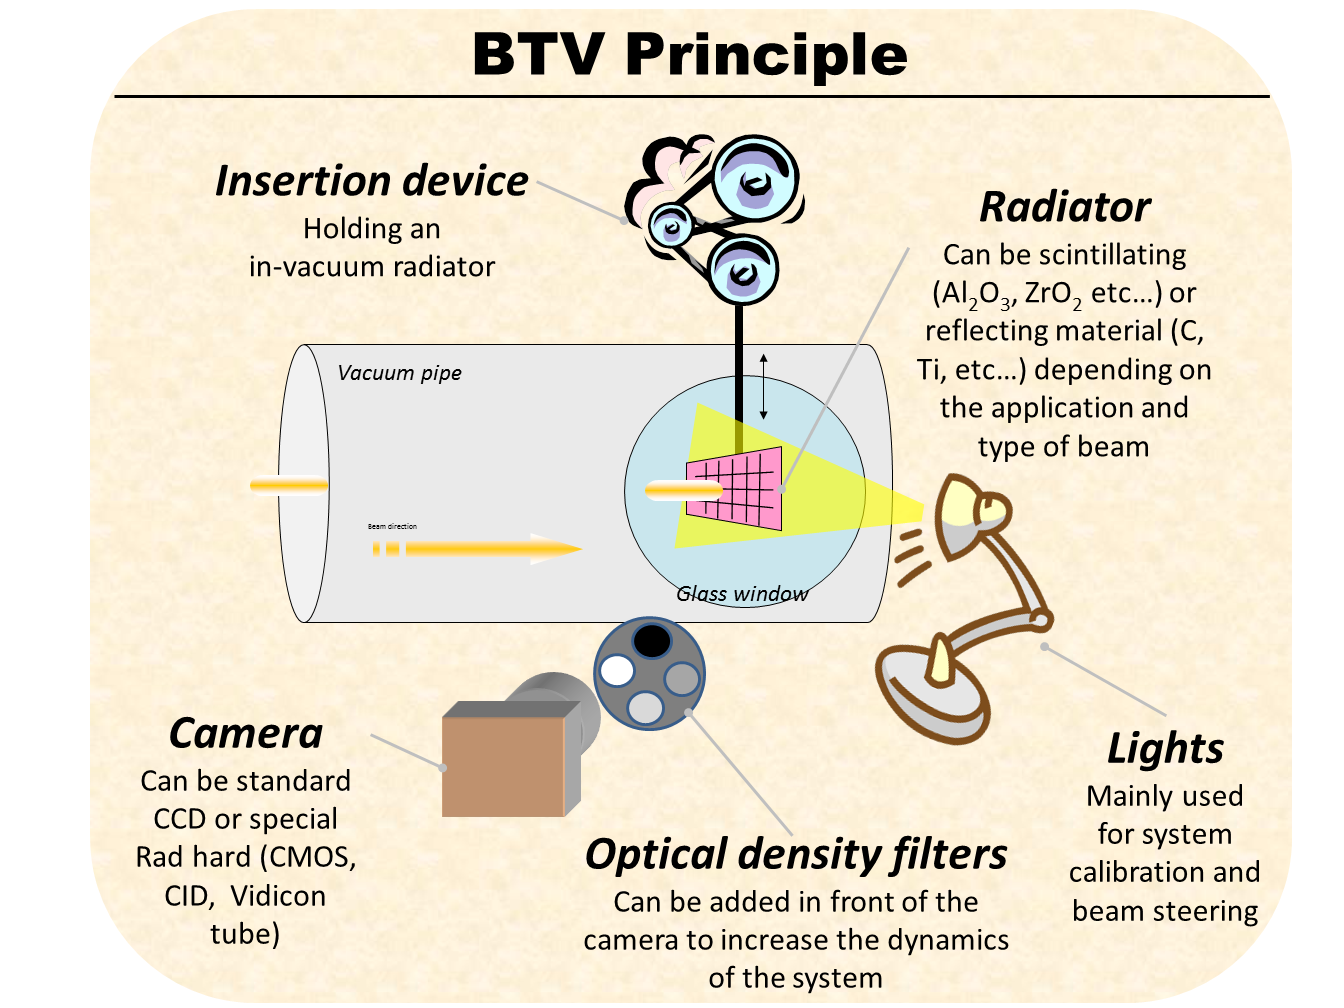 BTV Principle
Insertion device
Holding an
in-vacuum radiator
Radiator
Can be scintillating
(Al₂O₃, ZrO₂ etc…) or
reflecting material (C,
Ti, etc…) depending on
the application and
type of beam
Vacuum pipe
Beam direction
Glass window
Camera
Can be standard
CCD or special
Rad hard (CMOS,
CID, Vidicon
tube)
Optical density filters
Can be added in front of the
camera to increase the dynamics
of the system
Lights
Mainly used
for system
calibration and
beam steering